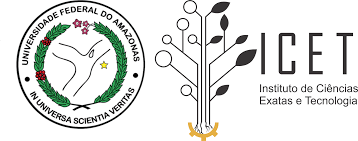 UNIVERSIDADE FEDERAL DO AMAZONAS
IN UNIVERSA SCIENTIA VERITAS
ICET
Instituto de Ciências
Exatas e Tecnologia